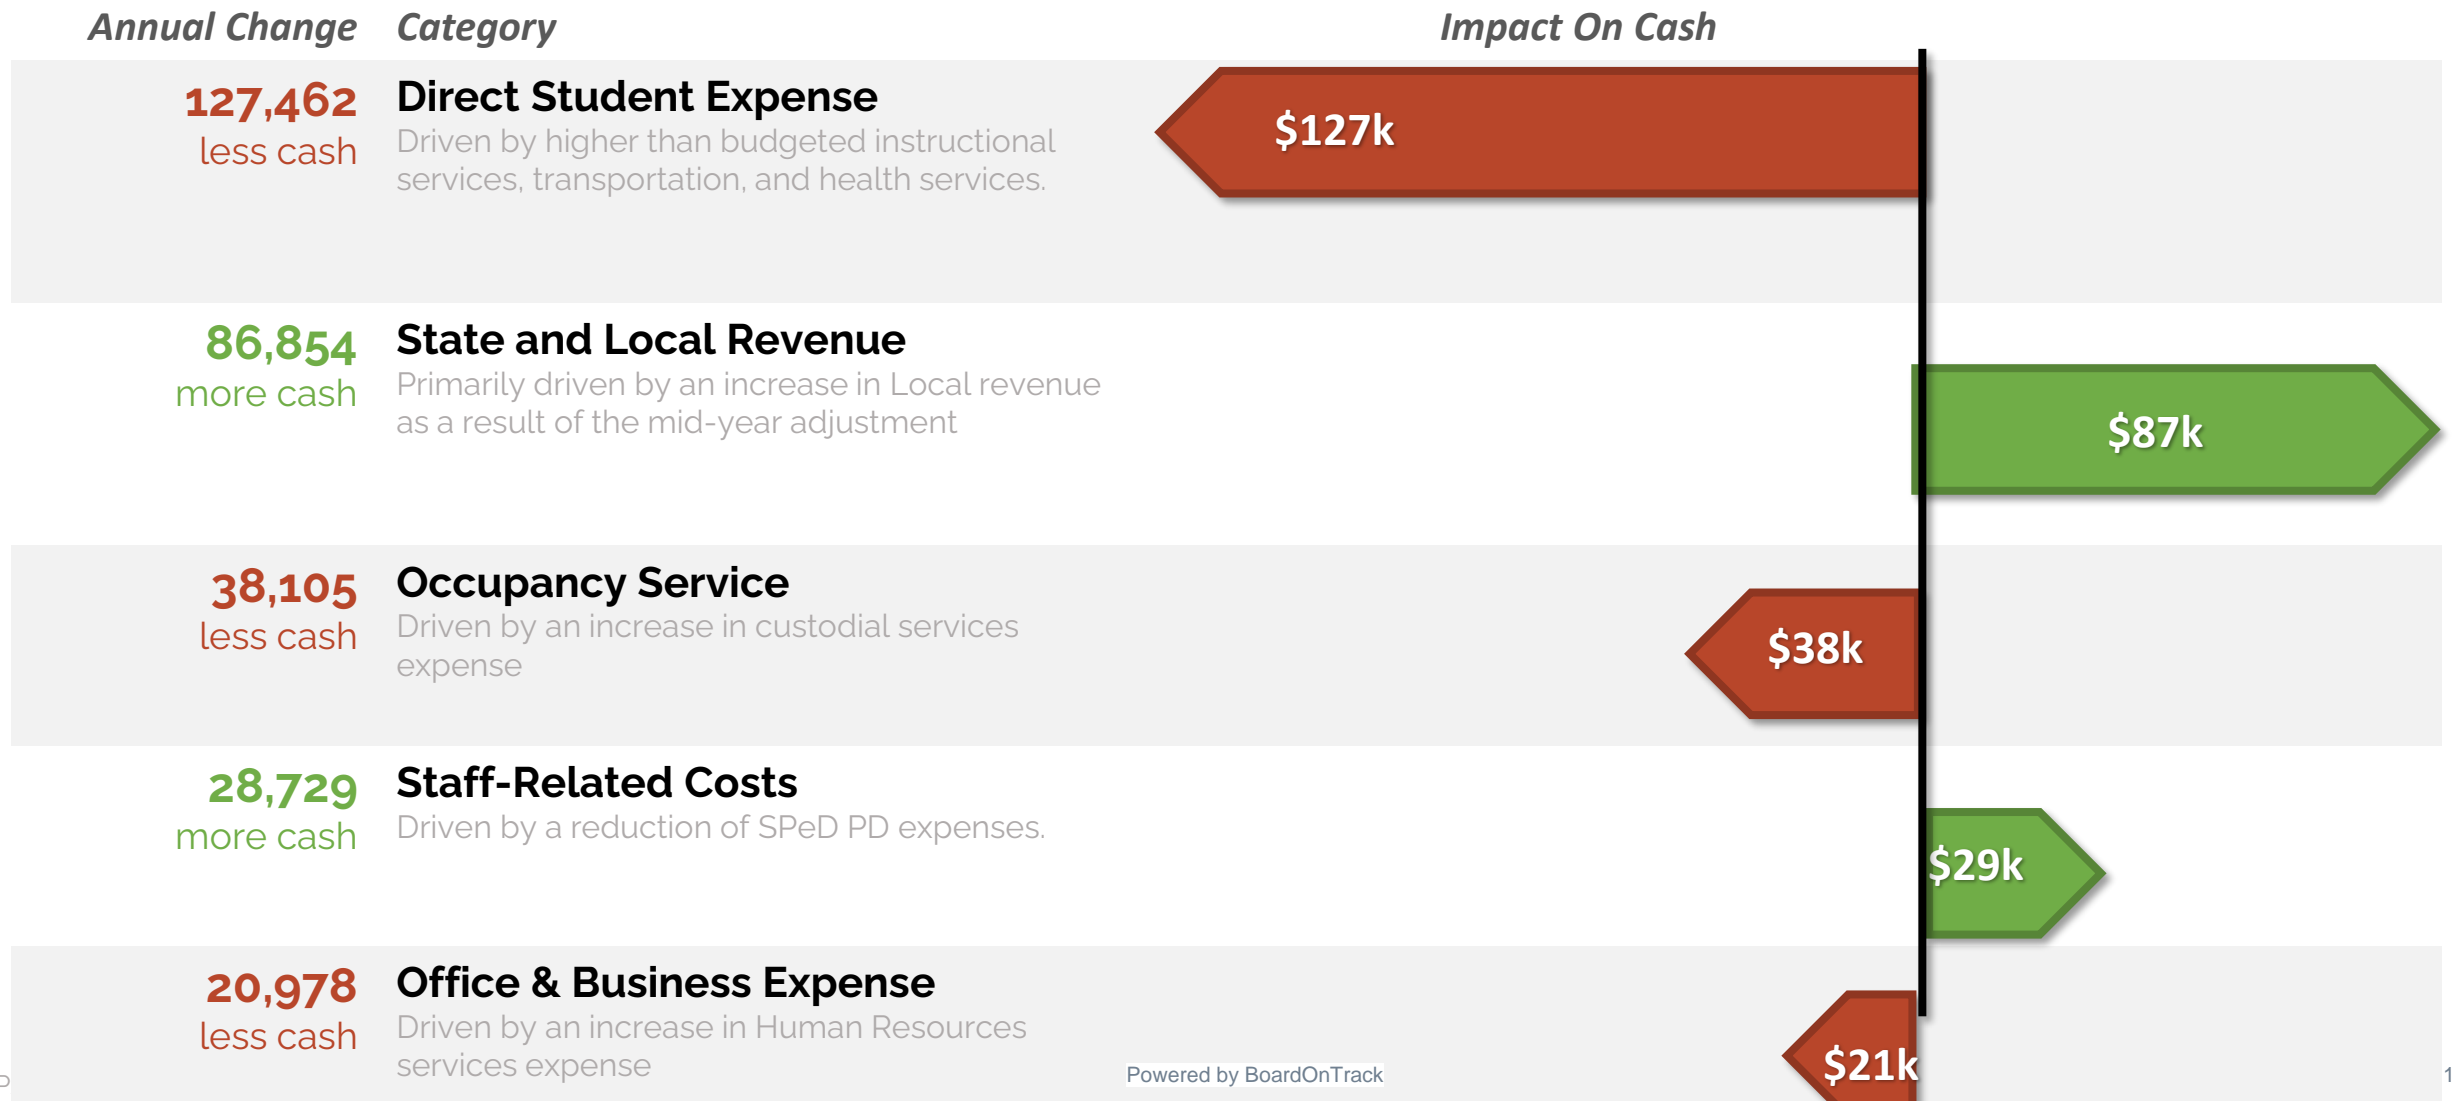 Annual Change Category Impact On Cash
127,462 Direct Student Expense
less cash Driven by higher than budgeted instructional
services, transportation, and health services.
$127k
86,854 State and Local Revenue
more cash Primarily driven by an increase in Local revenue
as a result of the mid-year adjustment
$87k
38,105 Occupancy Service
less cash Driven by an increase in custodial services
expense
$38k
28,729 Staff-Related Costs
more cash Driven by a reduction of SPeD PD expenses.
$29k
20,978 Office & Business Expense
less cash Driven by an increase in Human Resources
services expense
$21k
Powered by BoardOnTrack
1